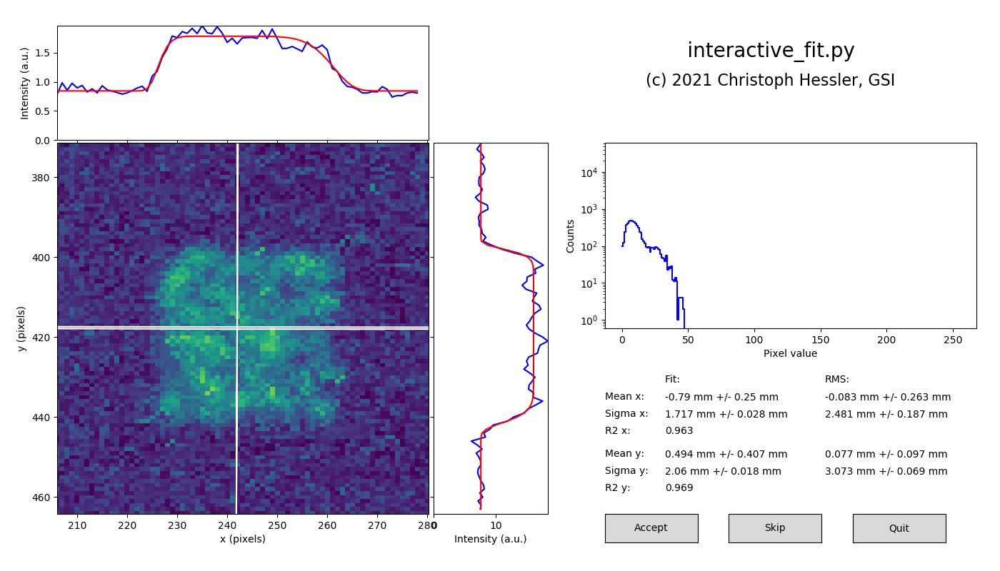 interactive_fit.py
(c) 2021 Christoph Hessler, GSI
Intensity (a.u.)
1.5
1.0
0.5
0.0
y (pixels)
380
400
420
440
460
210 220 230 240 250 260 270 280
x (pixels)
0 10
Intensity (a.u.)
Counts
10^4
10^3
10^2
10^1
10^0
0 50 100 150 200 250
Pixel value
Fit: RMS:
Mean x: -0.79 mm +/- 0.25 mm -0.083 mm +/- 0.263 mm
Sigma x: 1.717 mm +/- 0.028 mm 2.481 mm +/- 0.187 mm
R2 x: 0.963
Mean y: 0.494 mm +/- 0.407 mm 0.077 mm +/- 0.097 mm
Sigma y: 2.06 mm +/- 0.018 mm 3.073 mm +/- 0.069 mm
R2 y: 0.969
Accept Skip Quit